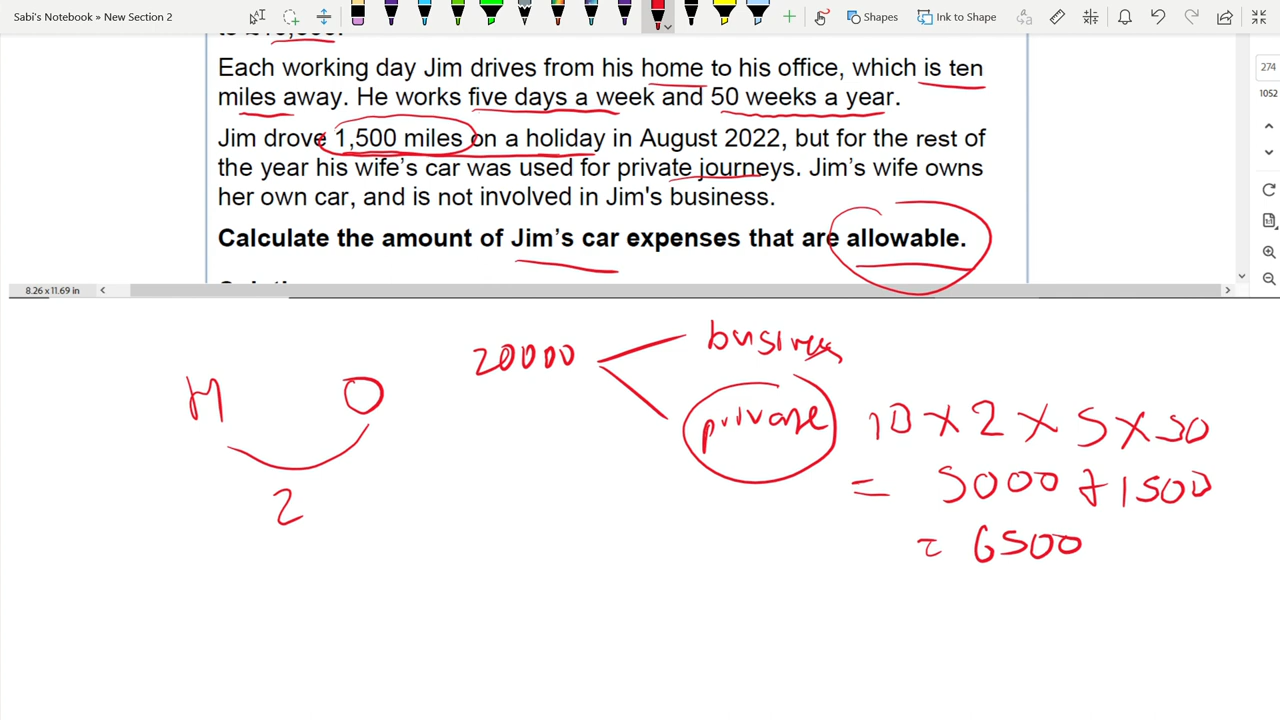 Sabi's Notebook » New Section 2
Shapes
Ink to Shape
274
1052
Each working day Jim drives from his home to his office, which is ten
miles away. He works five days a week and 50 weeks a year.
Jim drove 1,500 miles on a holiday in August 2022, but for the rest of
the year his wife's car was used for private journeys. Jim's wife owns
her own car, and is not involved in Jim's business.
Calculate the amount of Jim's car expenses that are allowable.
8.26 x 11.69 in
20000
business
private
H O
2
10 × 2 × 5 × 50
= 5000 + 1500
= 6500